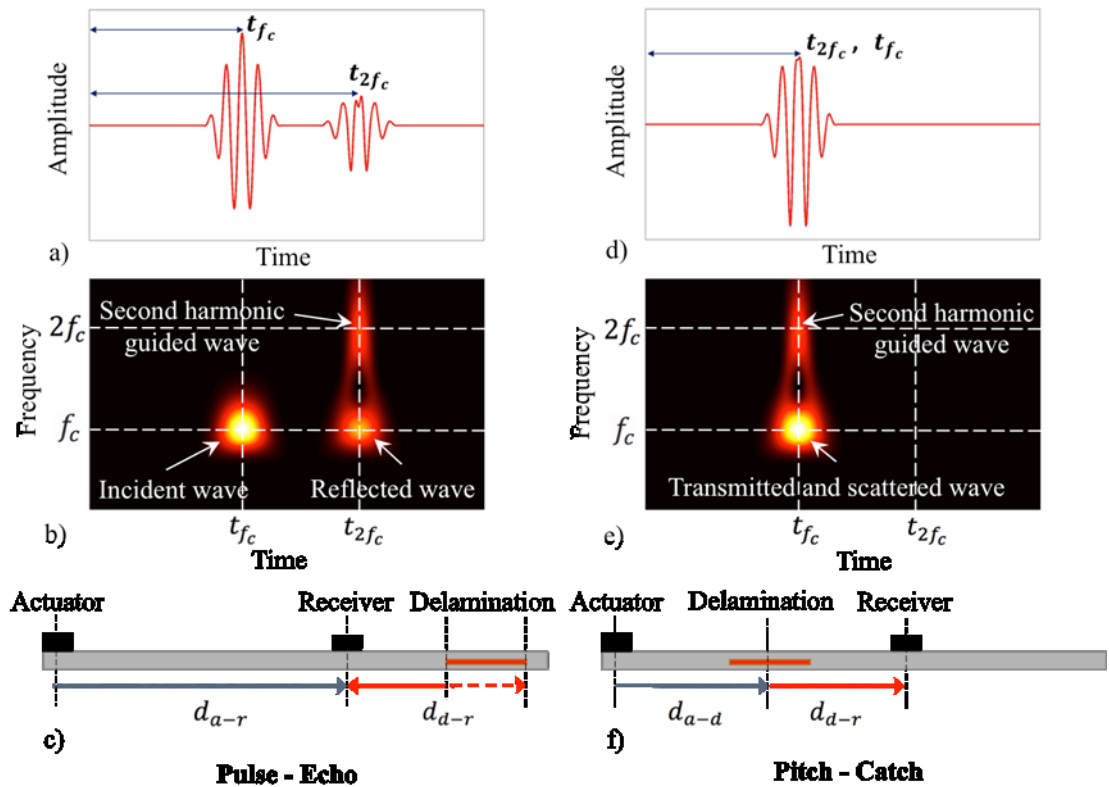 t_{f_c}
t_{2f_c}
Amplitude
a)
Time
t_{2f_c} , t_{f_c}
Amplitude
d)
Time
Second harmonic
guided wave
2f_c
Frequency
f_c
Incident wave
Reflected wave
b)
t_{f_c}
t_{2f_c}
Time
Second harmonic
guided wave
2f_c
Frequency
f_c
Transmitted and scattered wave
e)
t_{f_c}
t_{2f_c}
Time
Actuator
Receiver
Delamination
d_{a-r}
d_{d-r}
c)
Pulse - Echo
Actuator
Delamination
Receiver
d_{a-d}
d_{d-r}
f)
Pitch - Catch